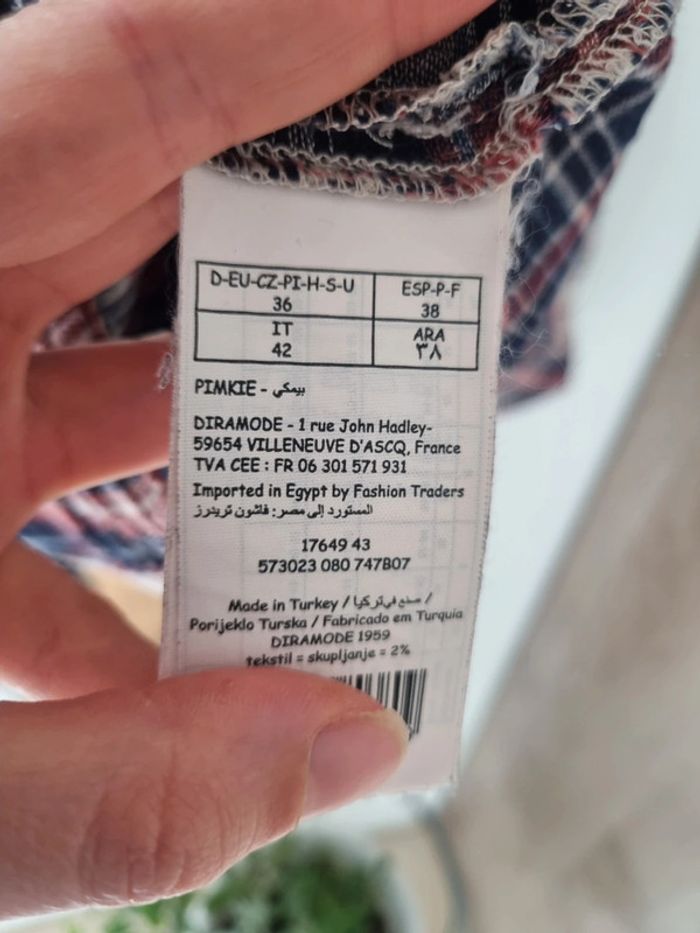 D-EU-CZ-PI-H-S-U
36
ESP-P-F
38
IT
42
ARA
٣٨
PIMKIE - بيمكي
DIRAMODE - 1 rue John Hadley-
59654 VILLENEUVE D'ASCQ, France
TVA CEE : FR 06 301 571 931
Imported in Egypt by Fashion Traders
المستورد إلى مصر: فاشون تريدرز
17649 43
573023 080 747B07
Made in Turkey / صنع في تركيا /
Porijeklo Turska / Fabricado em Turquia
DIRAMODE 1959
tekstil = skupljanje = 2%